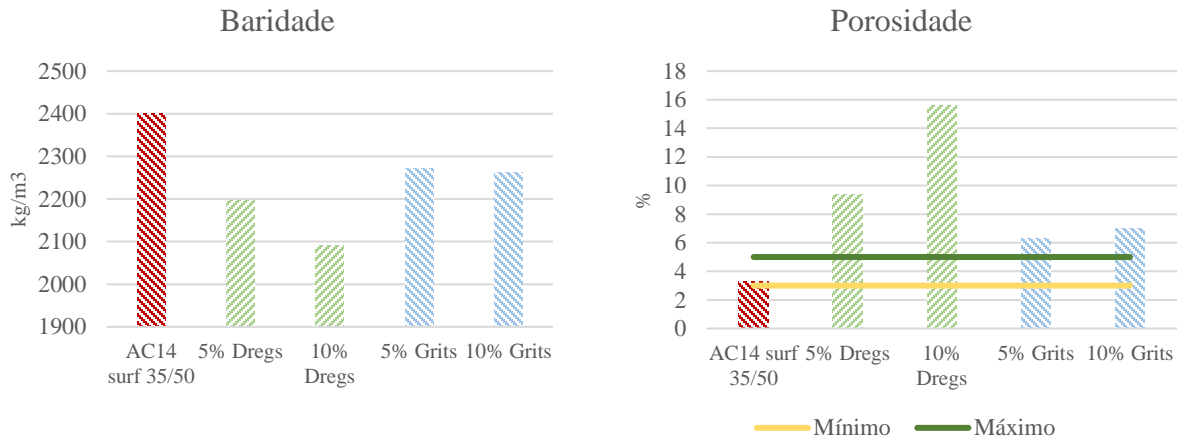 Baridade
2500
2400
2300
2200
2100
2000
1900
kg/m3
AC14
surf 35/50
5% Dregs
10%
Dregs
5% Grits
10% Grits
Porosidade
18
16
14
12
10
8
6
4
2
0
%
AC14 surf
35/50
5% Dregs
10%
Dregs
5% Grits
10% Grits
Mínimo
Máximo